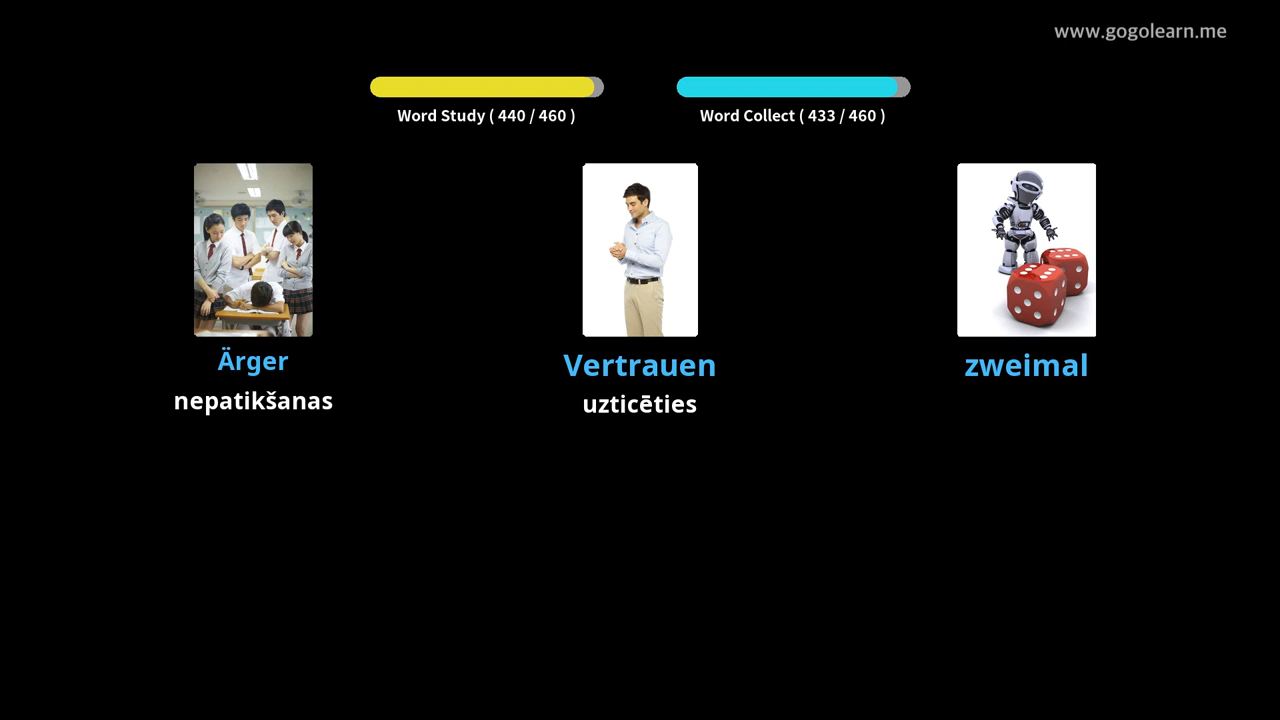 www.gogolearn.me
Word Study ( 440 / 460 )
Word Collect ( 433 / 460 )
Ärger
Vertrauen
zweimal
nepatikšanas
uzticēties